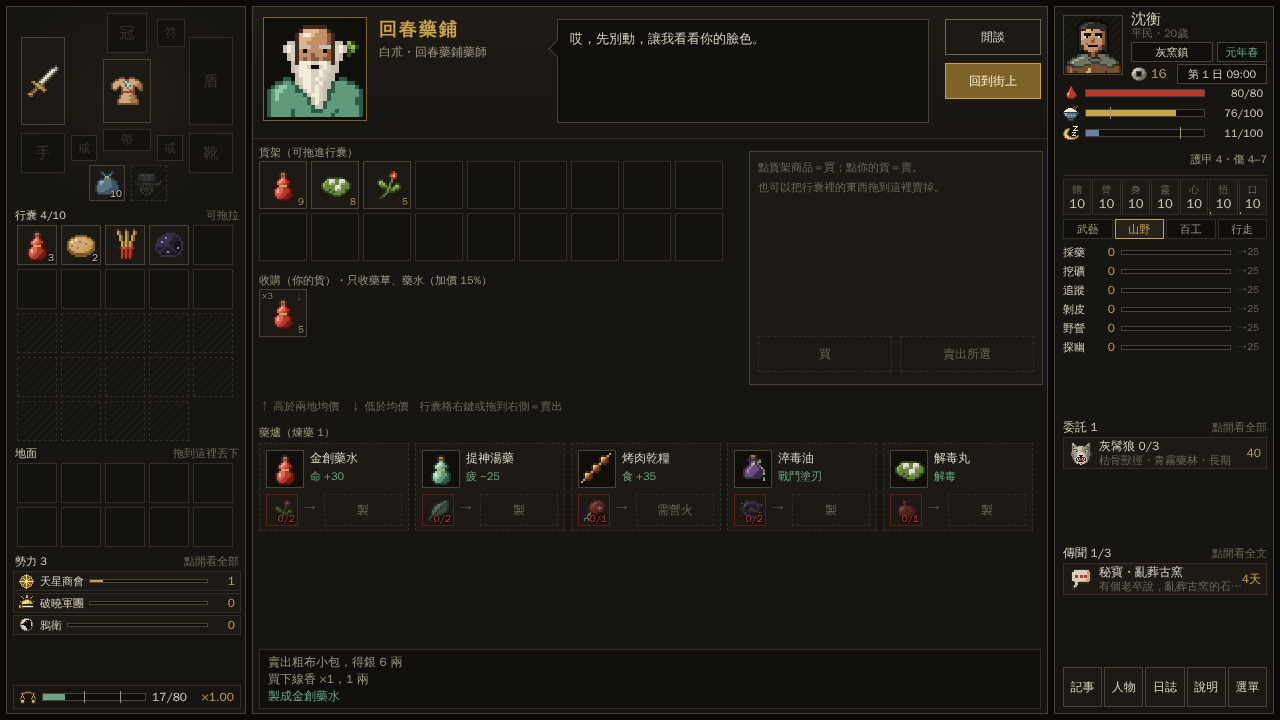 冠
符
盾
手
戒
帶
戒
靴
10
行囊 4/10
可拖拉
3
2
地面
拖到這裡丟下
勢力 3
點開看全部
天星商會
1
破曉軍團
0
鴉衛
0
17/80
×1.00
回春藥鋪
白朮・回春藥鋪藥師
哎，先別動，讓我看看你的臉色。
閒談
回到街上
貨架（可拖進行囊）
9
8
5
點貨架商品＝買；點你的貨＝賣。
也可以把行囊裡的東西拖到這裡賣掉。
買
賣出所選
收購（你的貨）・只收藥草、藥水（加價 15%）
×3
↓
5
↑ 高於兩地均價 ↓ 低於均價 行囊格右鍵或拖到右側＝賣出
藥爐（煉藥 1）
金創藥水
命 +30
0/2
→
製
提神湯藥
疲 −25
0/2
→
製
烤肉乾糧
食 +35
0/1
→
需營火
淬毒油
戰鬥塗刃
0/2
→
製
解毒丸
解毒
0/1
→
製
賣出粗布小包，得銀 6 兩
買下線香 ×1，1 兩
製成金創藥水
沈衡
平民・20歲
灰窯鎮
元年春
16
第 1 日 09:00
80/80
76/100
11/100
護甲 4・傷 4–7
體
10
臂
10
身
10
靈
10
心
10
悟
10
口
10
武藝
山野
百工
行走
採藥
0
→25
挖礦
0
→25
追蹤
0
→25
剝皮
0
→25
野營
0
→25
探幽
0
→25
委託 1
點開看全部
灰鬃狼 0/3
枯骨獸徑・青霧藥林・長期
40
傳聞 1/3
點開看全文
秘寶・亂葬古窯
有個老卒說，亂葬古窯的石…
4天
記事
人物
日誌
說明
選單